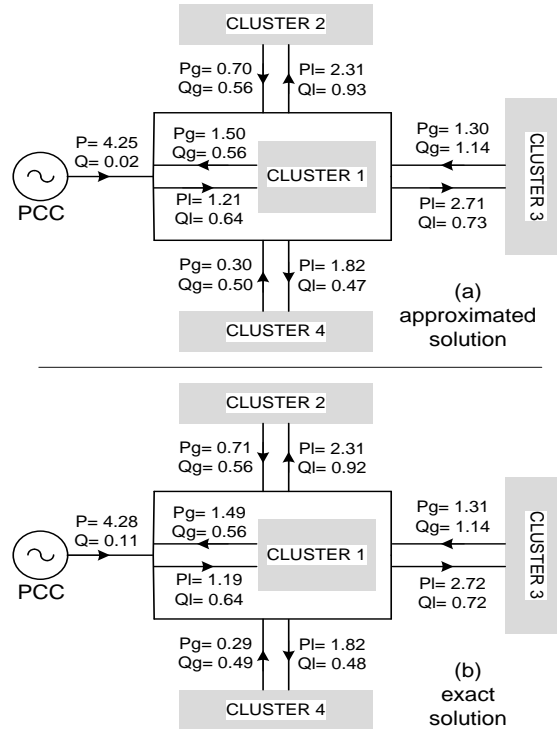 CLUSTER 2
Pg= 0.70
Qg= 0.56
Pl= 2.31
Ql= 0.93
P= 4.25
Q= 0.02
PCC
Pg= 1.50
Qg= 0.56
CLUSTER 1
Pl= 1.21
Ql= 0.64
Pg= 1.30
Qg= 1.14
Pl= 2.71
Ql= 0.73
CLUSTER 3
Pg= 0.30
Qg= 0.50
Pl= 1.82
Ql= 0.47
CLUSTER 4
(a)
approximated
solution
CLUSTER 2
Pg= 0.71
Qg= 0.56
Pl= 2.31
Ql= 0.92
P= 4.28
Q= 0.11
PCC
Pg= 1.49
Qg= 0.56
CLUSTER 1
Pl= 1.19
Ql= 0.64
Pg= 1.31
Qg= 1.14
Pl= 2.72
Ql= 0.72
CLUSTER 3
Pg= 0.29
Qg= 0.49
Pl= 1.82
Ql= 0.48
CLUSTER 4
(b)
exact
solution